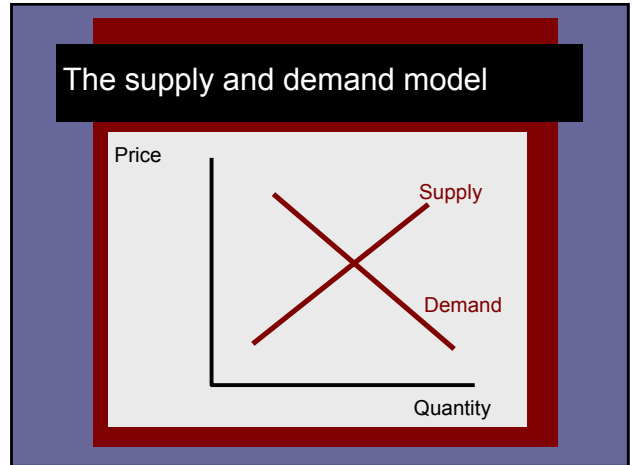 The supply and demand model
Price
Supply
Demand
Quantity